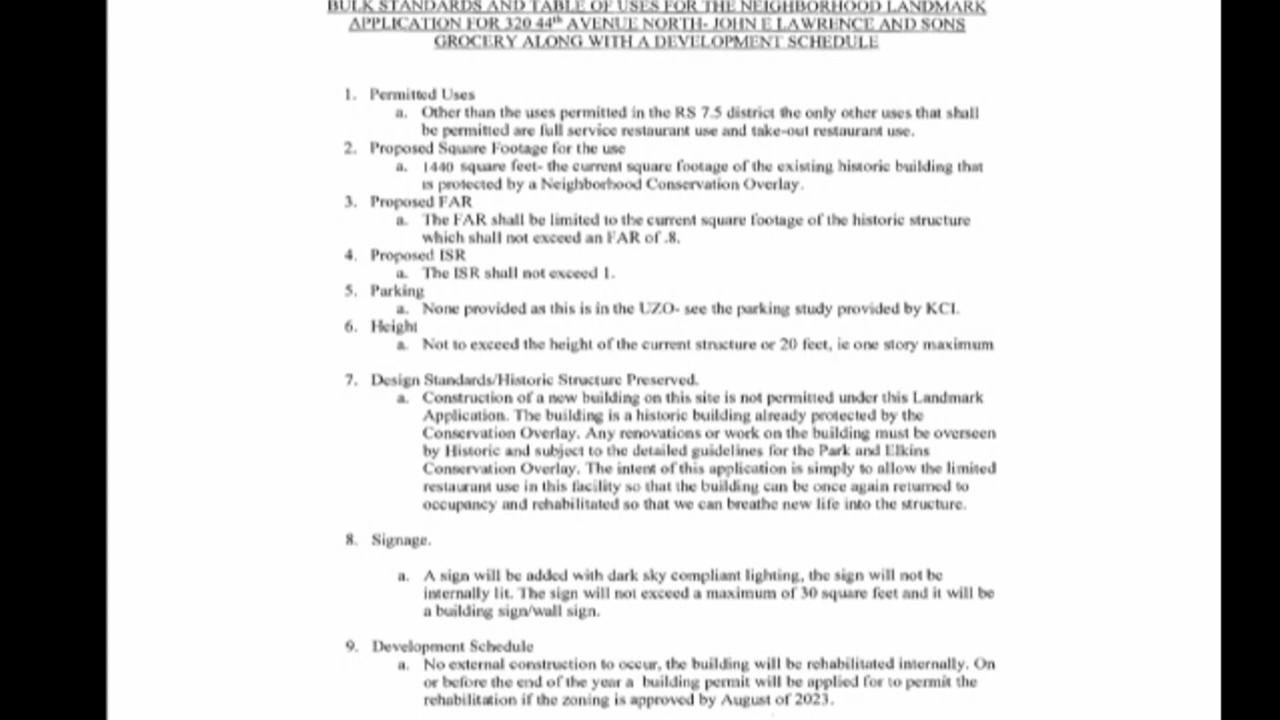 BULK STANDARDS AND TABLE OF USES FOR THE NEIGHBORHOOD LANDMARK
APPLICATION FOR 320 44th AVENUE NORTH- JOHN E LAWRENCE AND SONS
GROCERY ALONG WITH A DEVELOPMENT SCHEDULE
1. Permitted Uses
a. Other than the uses permitted in the RS 7.5 district the only other uses that shall
be permitted are full service restaurant use and take-out restaurant use.
2. Proposed Square Footage for the use
a. 1440 square feet- the current square footage of the existing historic building that
is protected by a Neighborhood Conservation Overlay.
3. Proposed FAR
a. The FAR shall be limited to the current square footage of the historic structure
which shall not exceed an FAR of .8.
4. Proposed ISR
a. The ISR shall not exceed 1.
5. Parking
a. None provided as this is in the UZO- see the parking study provided by KCI.
6. Height
a. Not to exceed the height of the current structure or 20 feet, ie one story maximum
7. Design Standards/Historic Structure Preserved.
a. Construction of a new building on this site is not permitted under this Landmark
Application. The building is a historic building already protected by the
Conservation Overlay. Any renovations or work on the building must be overseen
by Historic and subject to the detailed guidelines for the Park and Elkins
Conservation Overlay. The intent of this application is simply to allow the limited
restaurant use in this facility so that the building can be once again returned to
occupancy and rehabilitated so that we can breathe new life into the structure.
8. Signage.
a. A sign will be added with dark sky compliant lighting, the sign will not be
internally lit. The sign will not exceed a maximum of 30 square feet and it will be
a building sign/wall sign.
9. Development Schedule
a. No external construction to occur, the building will be rehabilitated internally. On
or before the end of the year a building permit will be applied for to permit the
rehabilitation if the zoning is approved by August of 2023.